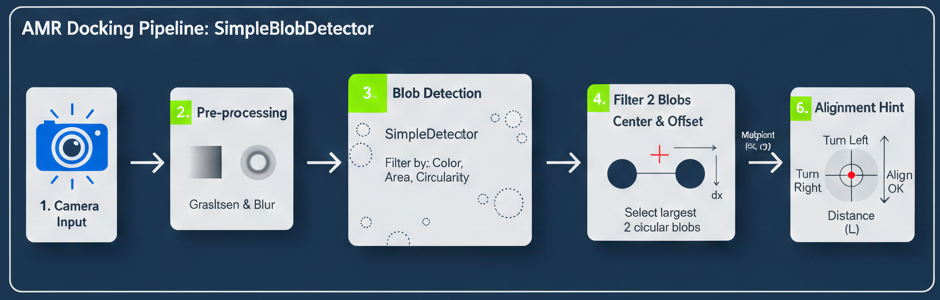 AMR Docking Pipeline: SimpleBlobDetector
1. Camera
Input
2. Pre-processing
Grasltsen & Blur
3. Blob Detection
SimpleDetector
Filter by: Color,
Area, Circularity
4. Filter 2 Blobs
Center & Offset
dx
Select largest
2 cicular blobs
6. Alignment Hint
Turn Left
Turn
Right
Align
OK
Distance
(L)